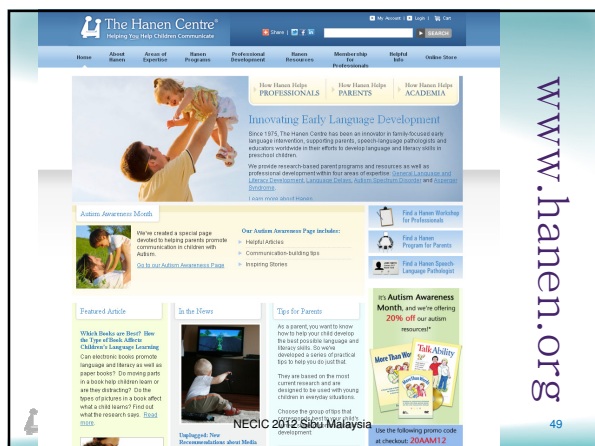 The Hanen Centre®
Helping You Help Children Communicate
My Account | Login | Cart
Share
SEARCH
Home
About Hanen
Areas of Expertise
Hanen Programs
Professional Development
Hanen Resources
Membership for Professionals
Helpful Info
Online Store
How Hanen Helps
PROFESSIONALS
How Hanen Helps
PARENTS
How Hanen Helps
ACADEMIA
Innovating Early Language Development
Since 1975, The Hanen Centre has been an innovator in family-focused early
language intervention, supporting parents, speech-language pathologists and
educators worldwide in their efforts to develop language and literacy skills in
preschool children.
We provide research-based parent programs and resources as well as
professional development within four areas of expertise: General Language and
Literacy Development, Language Delays, Autism Spectrum Disorder and Asperger
Syndrome.
Learn more about Hanen
Autism Awareness Month
We've created a special page
devoted to helping parents promote
communication in children with
Autism.
Go to our Autism Awareness Page
Our Autism Awareness Page includes:
Helpful Articles
Communication-building tips
Inspiring Stories
Find a Hanen Workshop
for Professionals
Find a Hanen
Program for Parents
Find a Hanen Speech-
Language Pathologist
Featured Article
Which Books are Best? How
the Type of Book Affects
Children's Language Learning
Can electronic books promote
language and literacy as well as
paper books? Do moving parts
in a book help children learn or
are they distracting? Do the
types of pictures in a book affect
what a child learns? Find out
what the research says. Read
more.
In the News
Unplugged: New
Recommendations about Media
Tips for Parents
As a parent, you want to know
how to help your child develop
the best possible language and
literacy skills. So we've
developed a series of practical
tips to help you do just that.
They are based on the most
current research and are
designed to be used with young
children in everyday situations.
Choose the group of tips that
development:
It's Autism Awareness
Month, and we're offering
20% off our autism
resources!*
More Than Words
TalkAbility
Use the following promo code
at checkout: 20AAM12
www.hanen.org
NECIC 2012 Sibu Malaysia
49